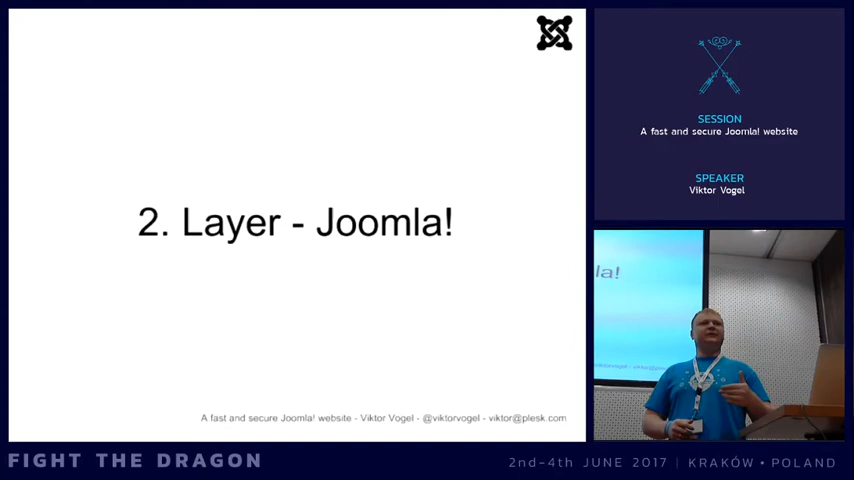 2. Layer - Joomla!
A fast and secure Joomla! website - Viktor Vogel - @viktorvogel - viktor@plesk.com
SESSION
A fast and secure Joomla! website
SPEAKER
Viktor Vogel
la!
FIGHT THE DRAGON
2nd-4th JUNE 2017 | KRAKÓW • POLAND